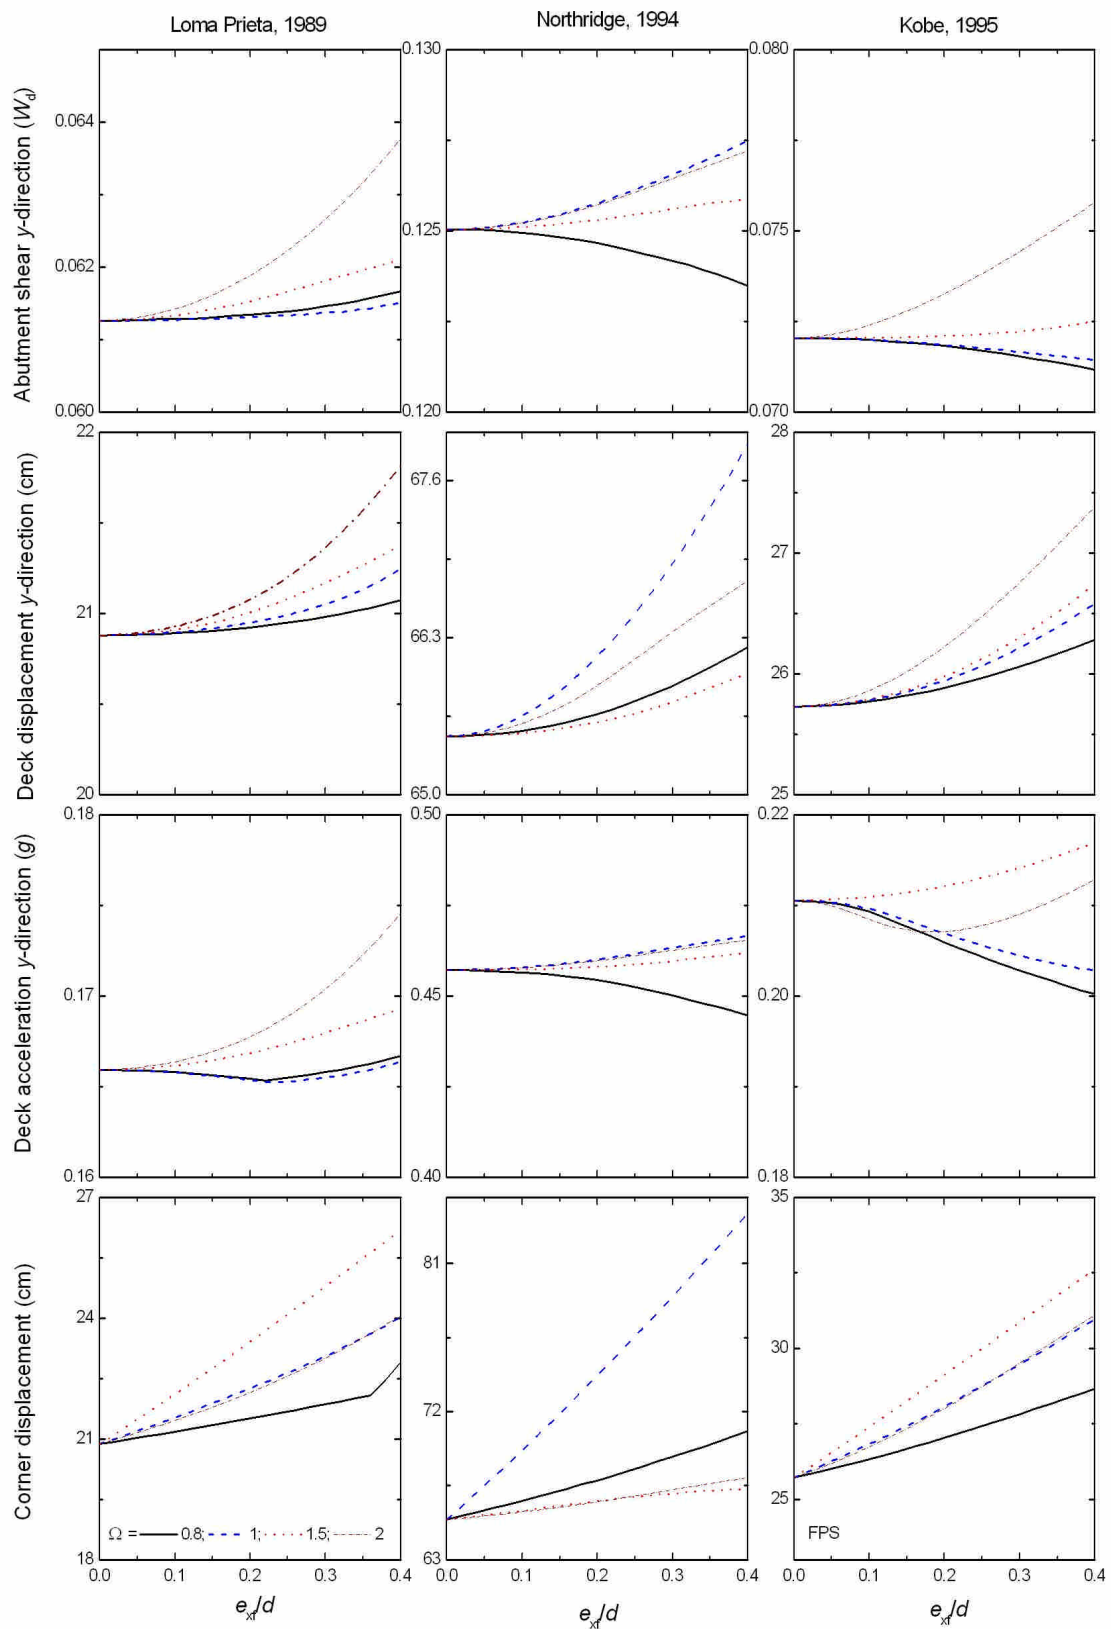 Loma Prieta, 1989
Northridge, 1994
Kobe, 1995
Abutment shear y-direction (W_d)
0.064
0.062
0.060
0.130
0.125
0.120
0.080
0.075
0.070
Deck displacement y-direction (cm)
22
21
20
67.6
66.3
65.0
28
27
26
25
Deck acceleration y-direction (g)
0.18
0.17
0.16
0.50
0.45
0.40
0.22
0.20
0.18
Corner displacement (cm)
27
24
21
18
81
72
63
35
30
25
Ω = 0.8; 1; 1.5; 2
FPS
0.0 0.1 0.2 0.3 0.4
0.0 0.1 0.2 0.3 0.4
0.0 0.1 0.2 0.3 0.4
e_xf/d
e_xf/d
e_xf/d